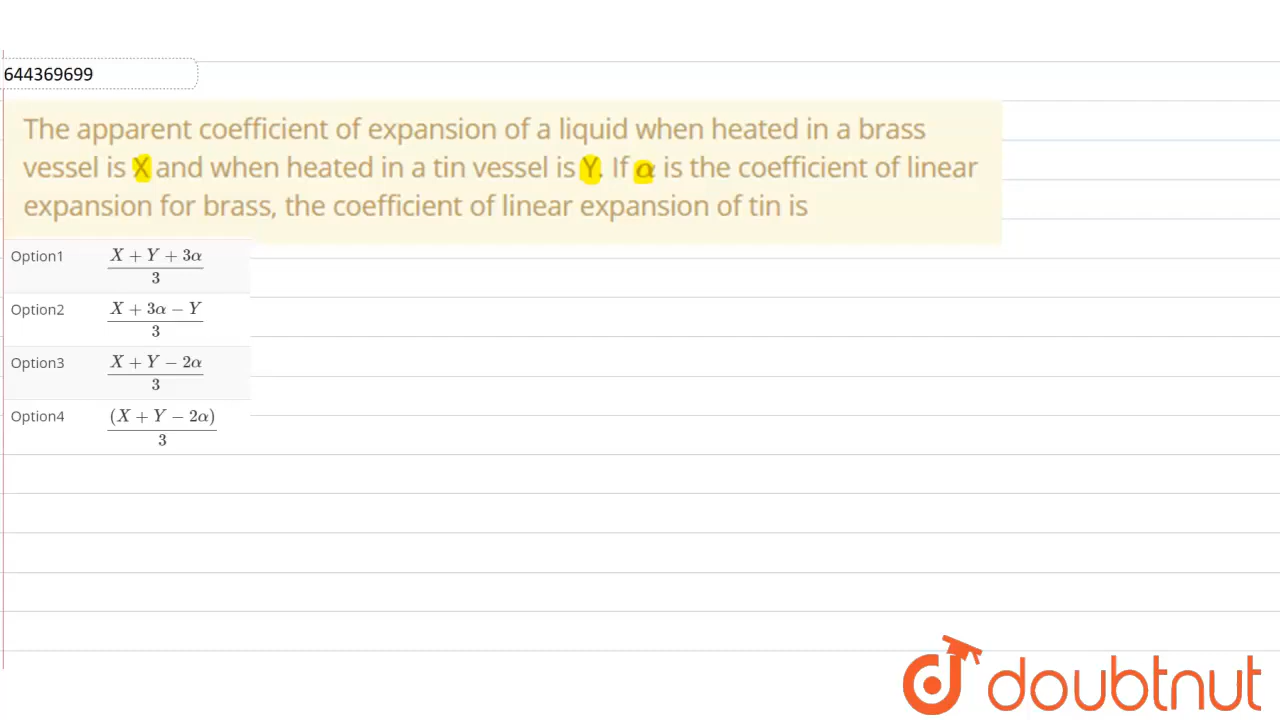 644369699
The apparent coefficient of expansion of a liquid when heated in a brass
vessel is X and when heated in a tin vessel is Y. If α is the coefficient of linear
expansion for brass, the coefficient of linear expansion of tin is
Option1 (X + Y + 3α)/3
Option2 (X + 3α − Y)/3
Option3 (X + Y − 2α)/3
Option4 (X + Y − 2α)/3
doubtnut